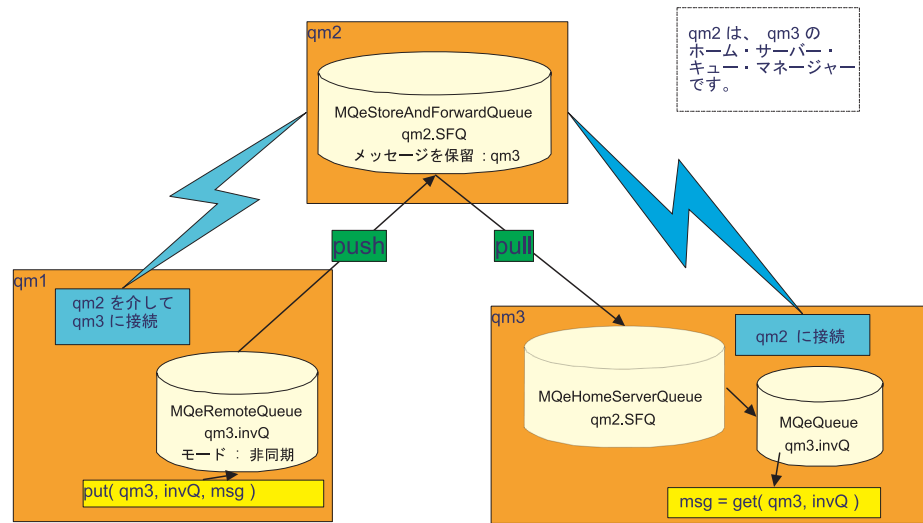 qm2
MQeStoreAndForwardQueue
qm2.SFQ
メッセージを保留 : qm3
qm2 は、 qm3 の
ホーム・サーバー・
キュー・マネージャー
です。
push
pull
qm1
qm2 を介して
qm3 に接続
MQeRemoteQueue
qm3.invQ
モード : 非同期
put( qm3, invQ, msg )
qm3
qm2 に接続
MQeHomeServerQueue
qm2.SFQ
MQeQueue
qm3.invQ
msg = get( qm3, invQ )